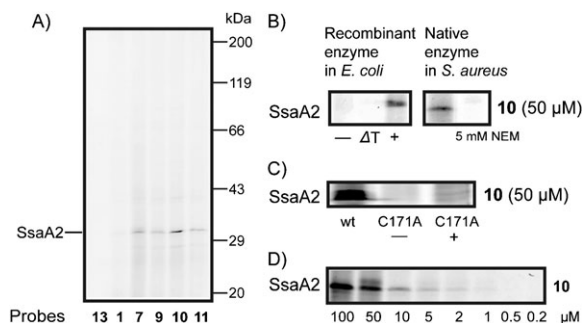 A)
kDa
200
119
66
43
29
20
SsaA2
Probes 13 1 7 9 10 11
B)
Recombinant enzyme in E. coli
Native enzyme in S. aureus
SsaA2
10 (50 µM)
— ΔT +
5 mM NEM
C)
SsaA2
10 (50 µM)
wt C171A C171A
— +
D)
SsaA2
10
100 50 10 5 2 1 0.5 0.2 µM